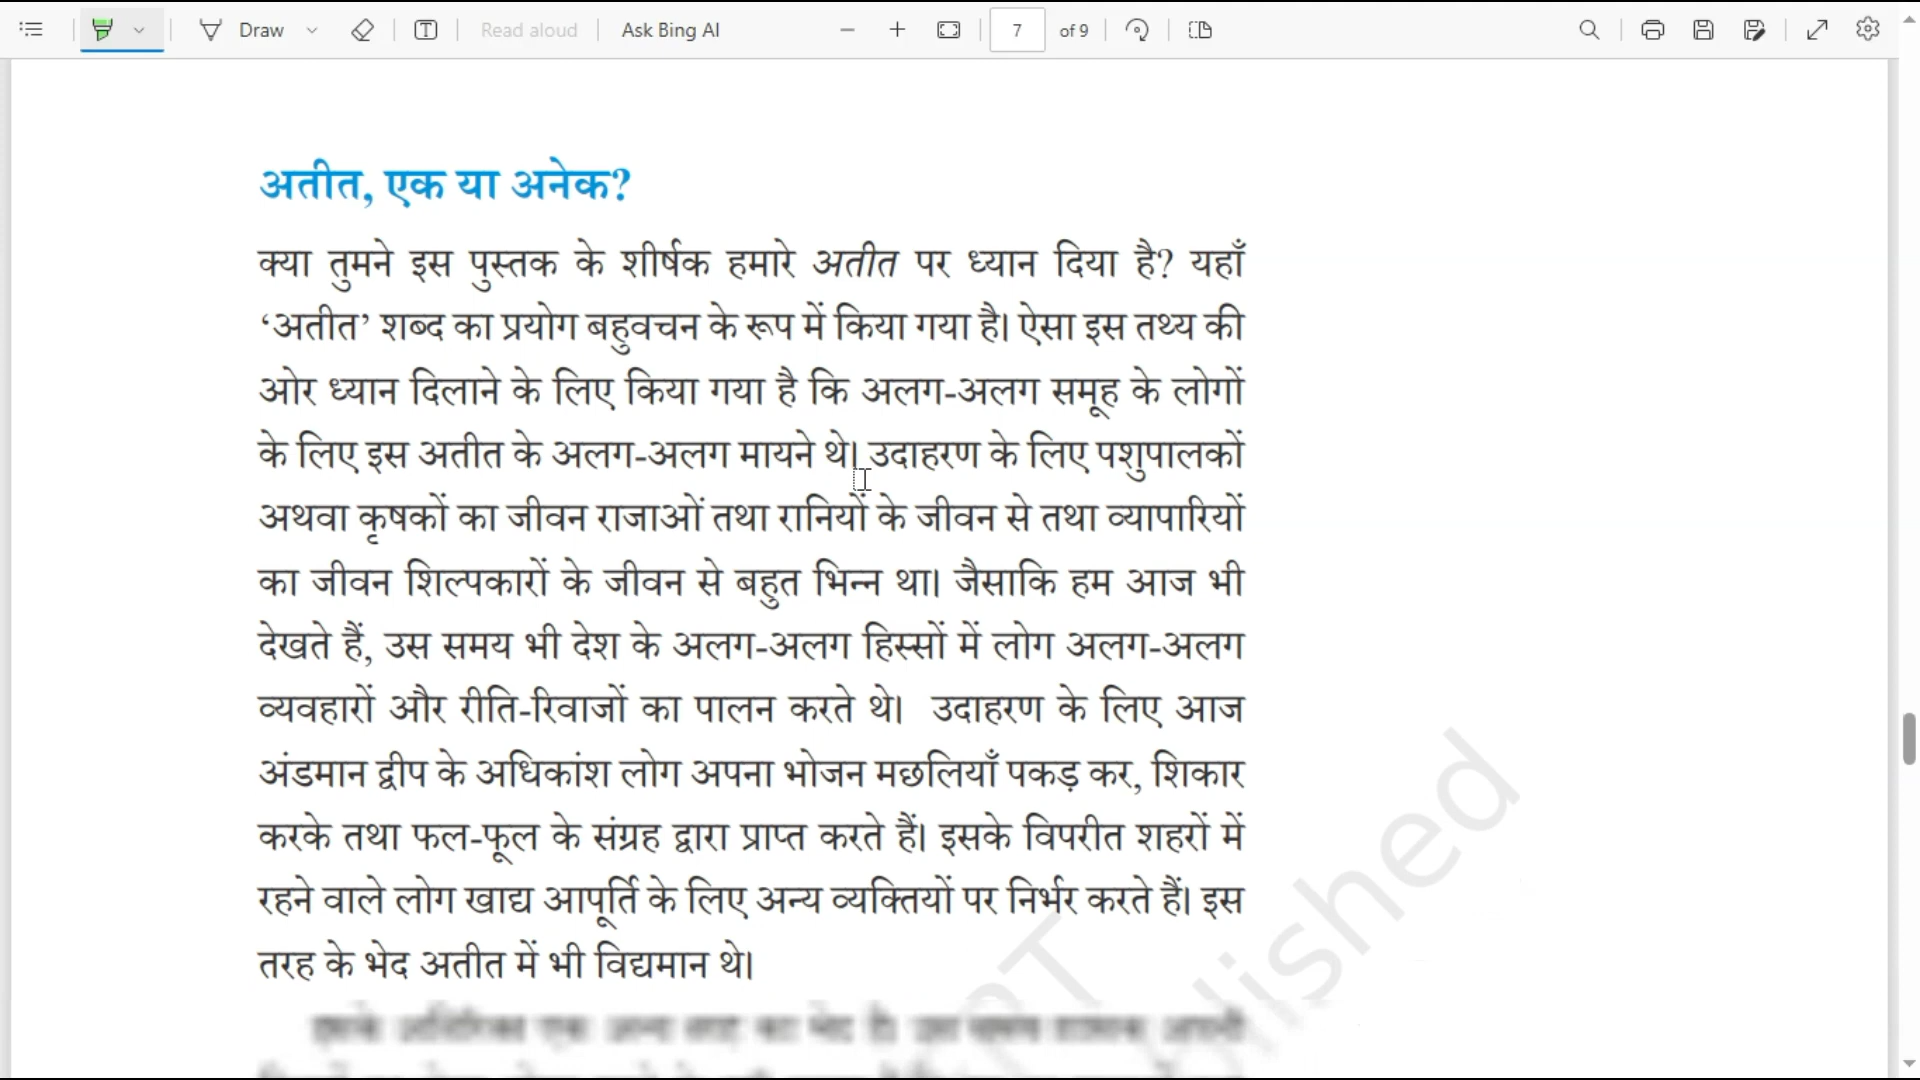 Draw
Read aloud
Ask Bing AI
7 of 9
अतीत, एक या अनेक?
क्या तुमने इस पुस्तक के शीर्षक हमारे अतीत पर ध्यान दिया है? यहाँ
‘अतीत’ शब्द का प्रयोग बहुवचन के रूप में किया गया है। ऐसा इस तथ्य की
ओर ध्यान दिलाने के लिए किया गया है कि अलग-अलग समूह के लोगों
के लिए इस अतीत के अलग-अलग मायने थे। उदाहरण के लिए पशुपालकों
अथवा कृषकों का जीवन राजाओं तथा रानियों के जीवन से तथा व्यापारियों
का जीवन शिल्पकारों के जीवन से बहुत भिन्न था। जैसाकि हम आज भी
देखते हैं, उस समय भी देश के अलग-अलग हिस्सों में लोग अलग-अलग
व्यवहारों और रीति-रिवाजों का पालन करते थे। उदाहरण के लिए आज
अंडमान द्वीप के अधिकांश लोग अपना भोजन मछलियाँ पकड़ कर, शिकार
करके तथा फल-फूल के संग्रह द्वारा प्राप्त करते हैं। इसके विपरीत शहरों में
रहने वाले लोग खाद्य आपूर्ति के लिए अन्य व्यक्तियों पर निर्भर करते हैं। इस
तरह के भेद अतीत में भी विद्यमान थे।